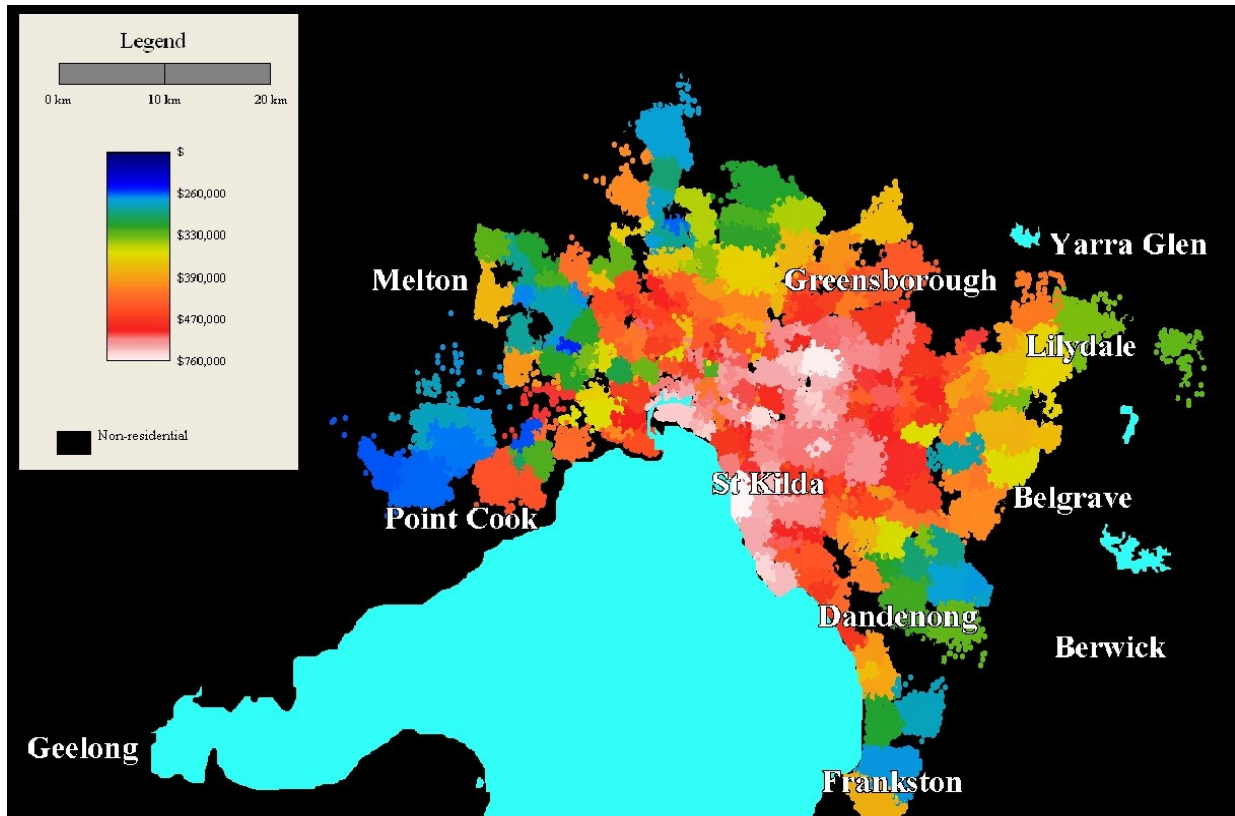 Legend
0 km 10 km 20 km
$
$260,000
$330,000
$390,000
$470,000
$760,000
Non-residential
Yarra Glen
Melton
Greensborough
Lilydale
St Kilda
Belgrave
Point Cook
Dandenong
Berwick
Geelong
Frankston